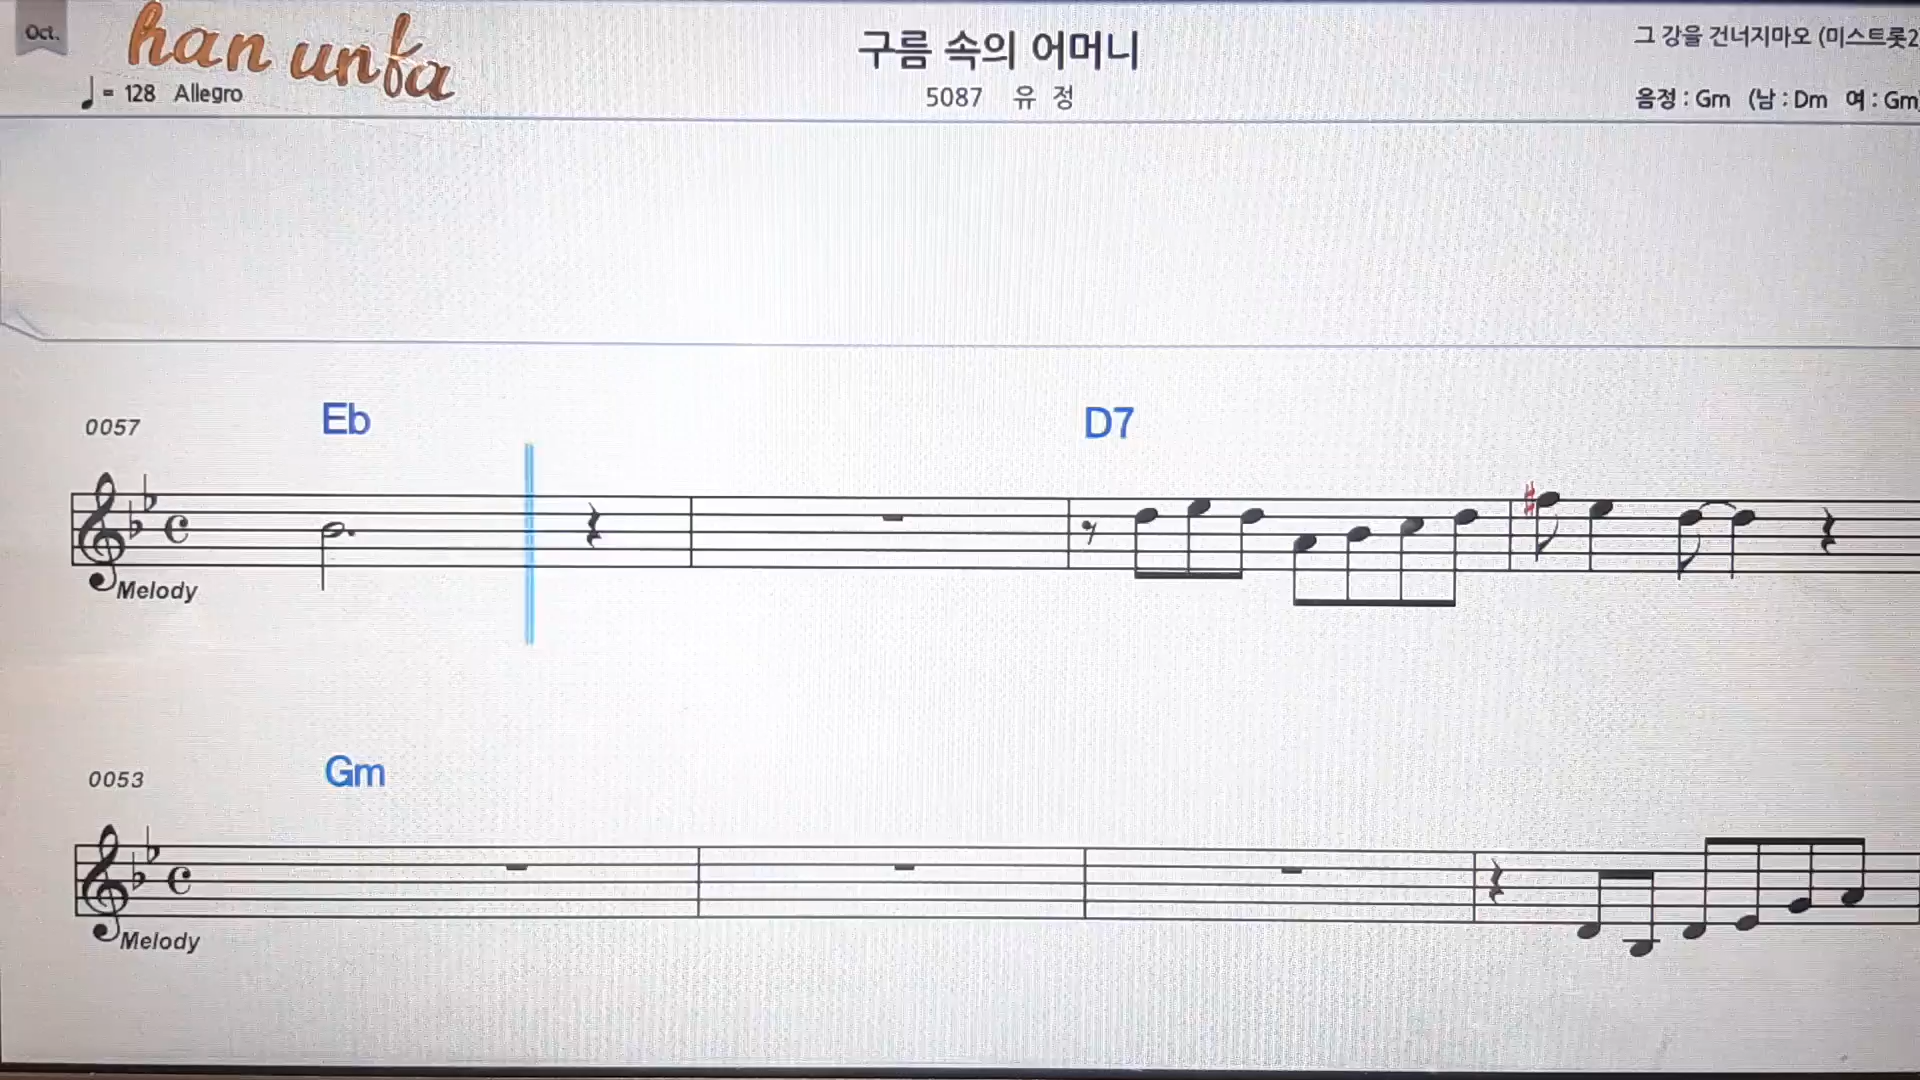 Oct.
han unfa
♩= 128 Allegro
구름 속의 어머니
5087 유 정
그 강을 건너지마오 (미스트롯2
음정 : Gm (남 : Dm 여 : Gm)
0057 Eb D7
Melody
0053 Gm
Melody